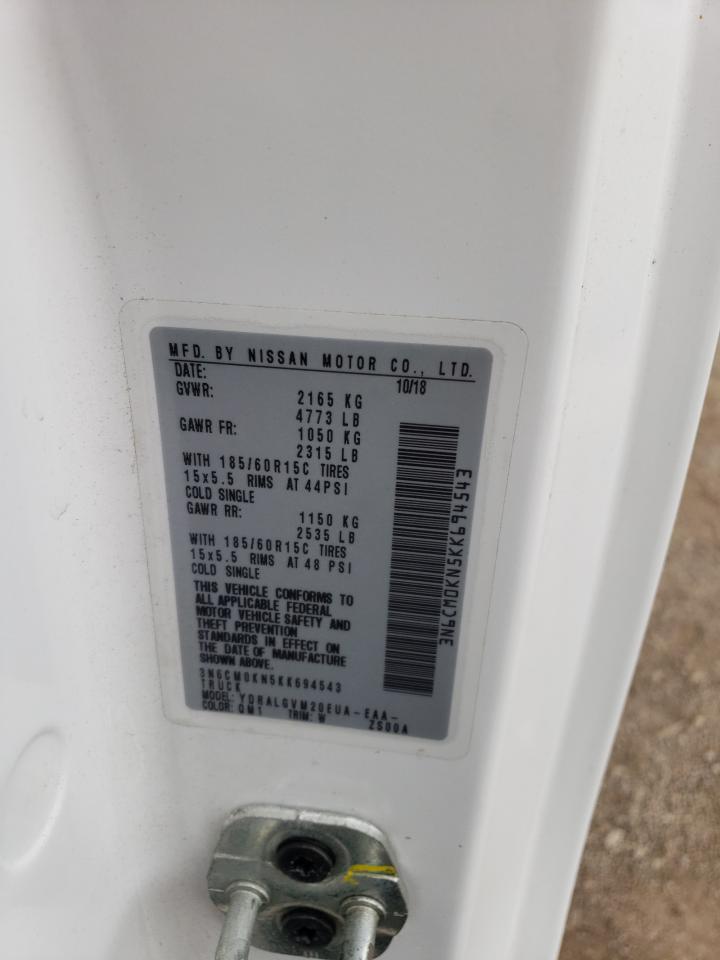 MFD. BY NISSAN MOTOR CO., LTD.
DATE: 10/18
GVWR: 2165 KG
4773 LB
GAWR FR: 1050 KG
2315 LB
WITH 185/60R15C TIRES
15x5.5 RIMS AT 44PSI
COLD SINGLE
GAWR RR: 1150 KG
2535 LB
WITH 185/60R15C TIRES
15x5.5 RIMS AT 48 PSI
COLD SINGLE
THIS VEHICLE CONFORMS TO
ALL APPLICABLE FEDERAL
MOTOR VEHICLE SAFETY AND
THEFT PREVENTION
STANDARDS IN EFFECT ON
THE DATE OF MANUFACTURE
SHOWN ABOVE.
3N6CM0KN5KK694543
TRUCK
MODEL: YDRALGVM20EUA-EAA-
COLOR: QM1 TRIM: W ZS00A
3N6CM0KN5KK694543